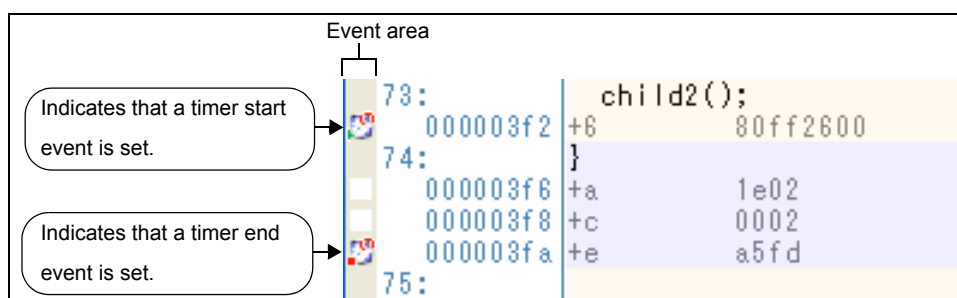 Event area
Indicates that a timer start
event is set.
73: child2();
000003f2 +6 80ff2600
74: }
000003f6 +a 1e02
000003f8 +c 0002
Indicates that a timer end
event is set.
000003fa +e a5fd
75: